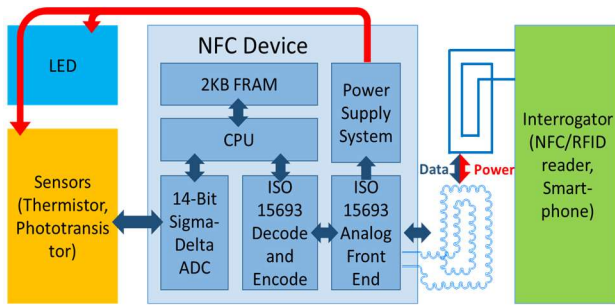 LED
Sensors
(Thermistor,
Phototransis
tor)
NFC Device
2KB FRAM
CPU
14-Bit
Sigma-
Delta
ADC
ISO
15693
Decode
and
Encode
Power
Supply
System
ISO
15693
Analog
Front
End
Data Power
Interrogator
(NFC/RFID
reader,
Smart-
phone)